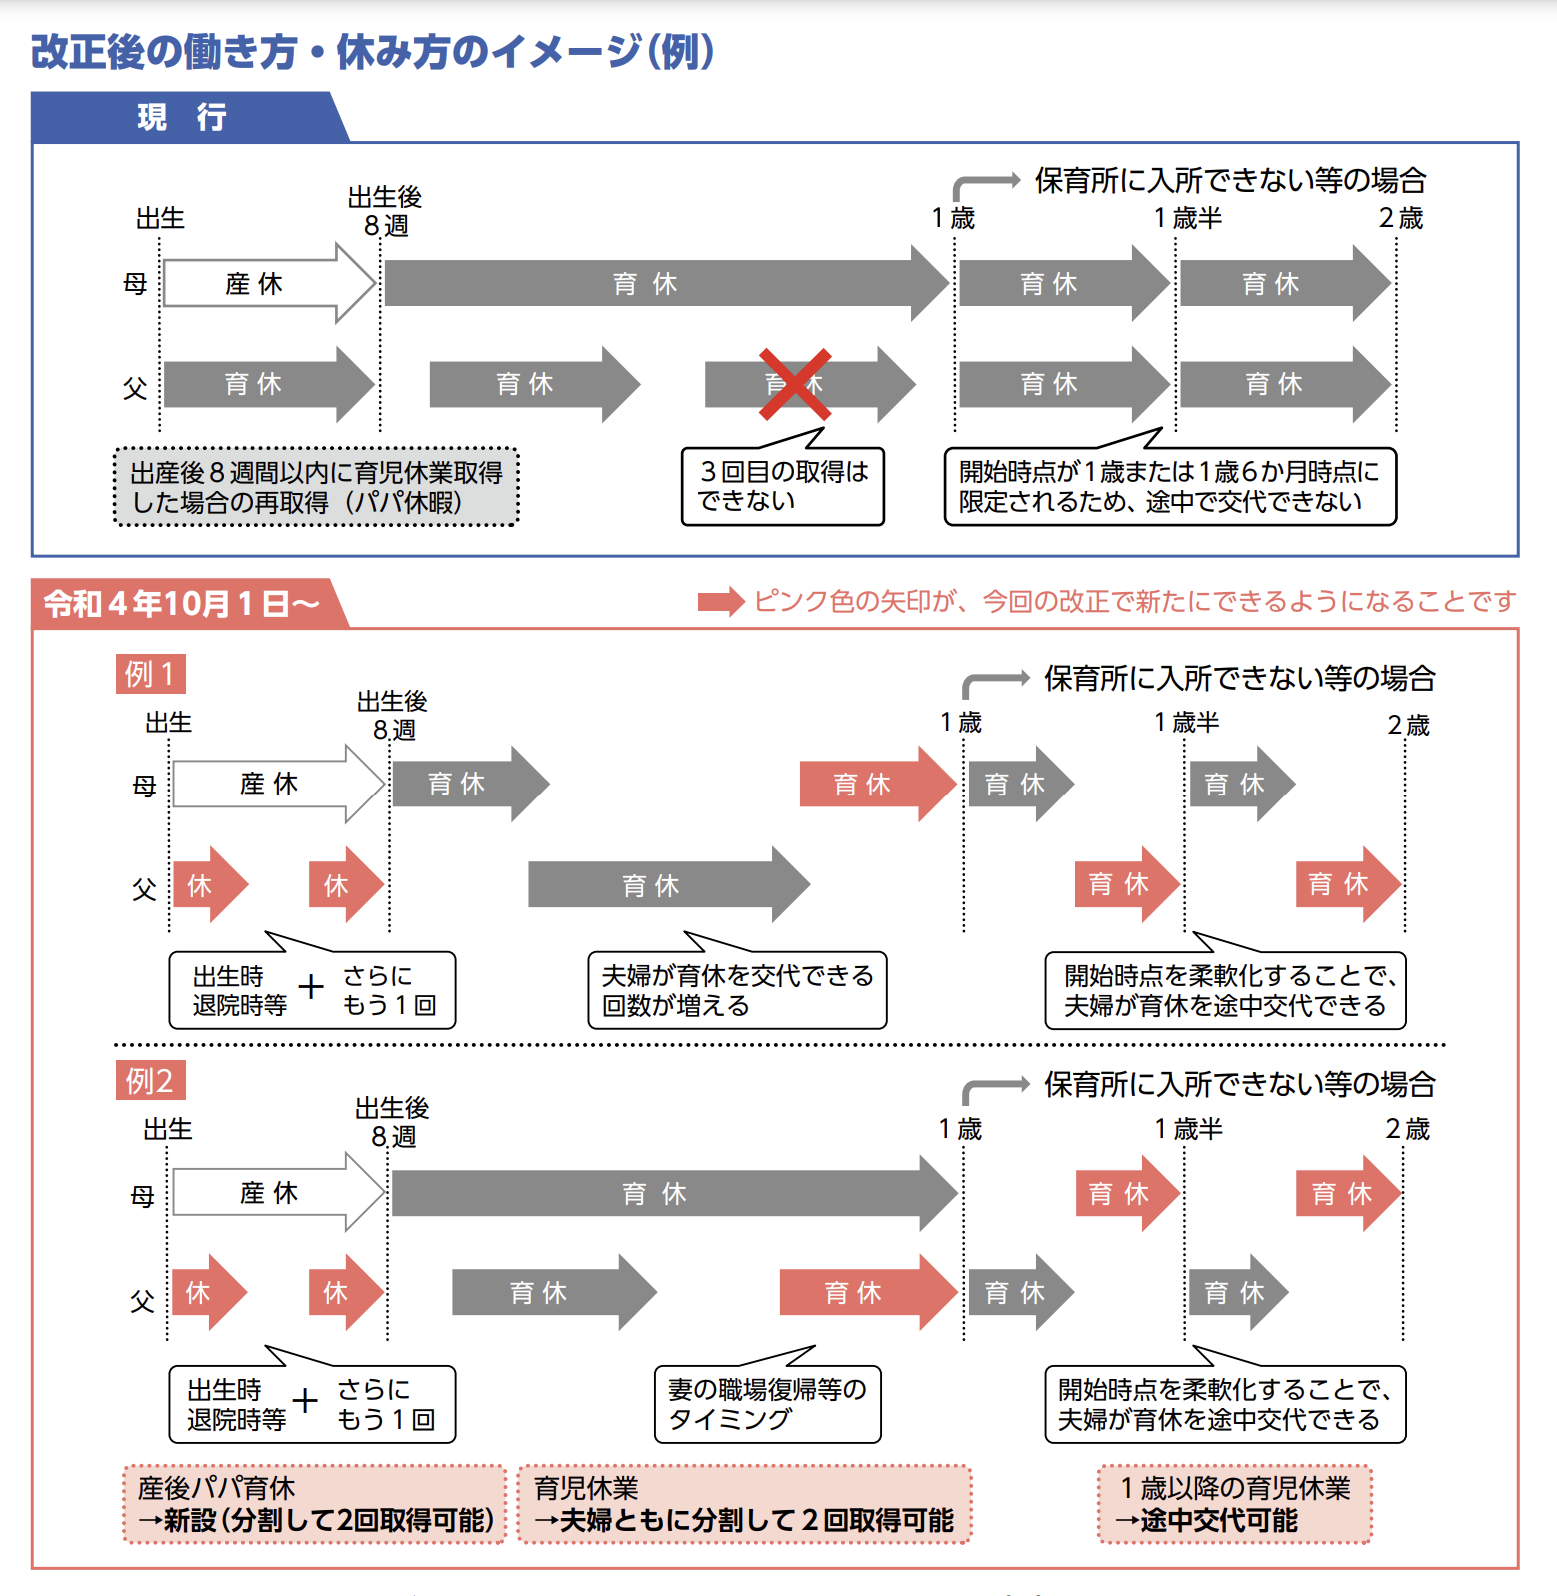 改正後の働き方・休み方のイメージ（例）
現　行
保育所に入所できない等の場合
出生
出生後
８週
１歳
１歳半
２歳
母
産 休
育 休
育 休
育 休
父
育 休
育 休
育 休
育 休
育 休
出産後８週間以内に育児休業取得
した場合の再取得（パパ休暇）
３回目の取得は
できない
開始時点が１歳または１歳６か月時点に
限定されるため、途中で交代できない
令和４年10月１日～
ピンク色の矢印が、今回の改正で新たにできるようになることです
例１
保育所に入所できない等の場合
出生
出生後
８週
１歳
１歳半
２歳
母
産 休
育 休
育 休
育 休
育 休
父
休
休
育 休
育 休
育 休
出生時
退院時等
＋
さらに
もう１回
夫婦が育休を交代できる
回数が増える
開始時点を柔軟化することで、
夫婦が育休を途中交代できる
例２
保育所に入所できない等の場合
出生
出生後
８週
１歳
１歳半
２歳
母
産 休
育 休
育 休
育 休
父
休
休
育 休
育 休
育 休
育 休
出生時
退院時等
＋
さらに
もう１回
妻の職場復帰等の
タイミング
開始時点を柔軟化することで、
夫婦が育休を途中交代できる
産後パパ育休
→新設（分割して2回取得可能）
育児休業
→夫婦ともに分割して２回取得可能
１歳以降の育児休業
→途中交代可能